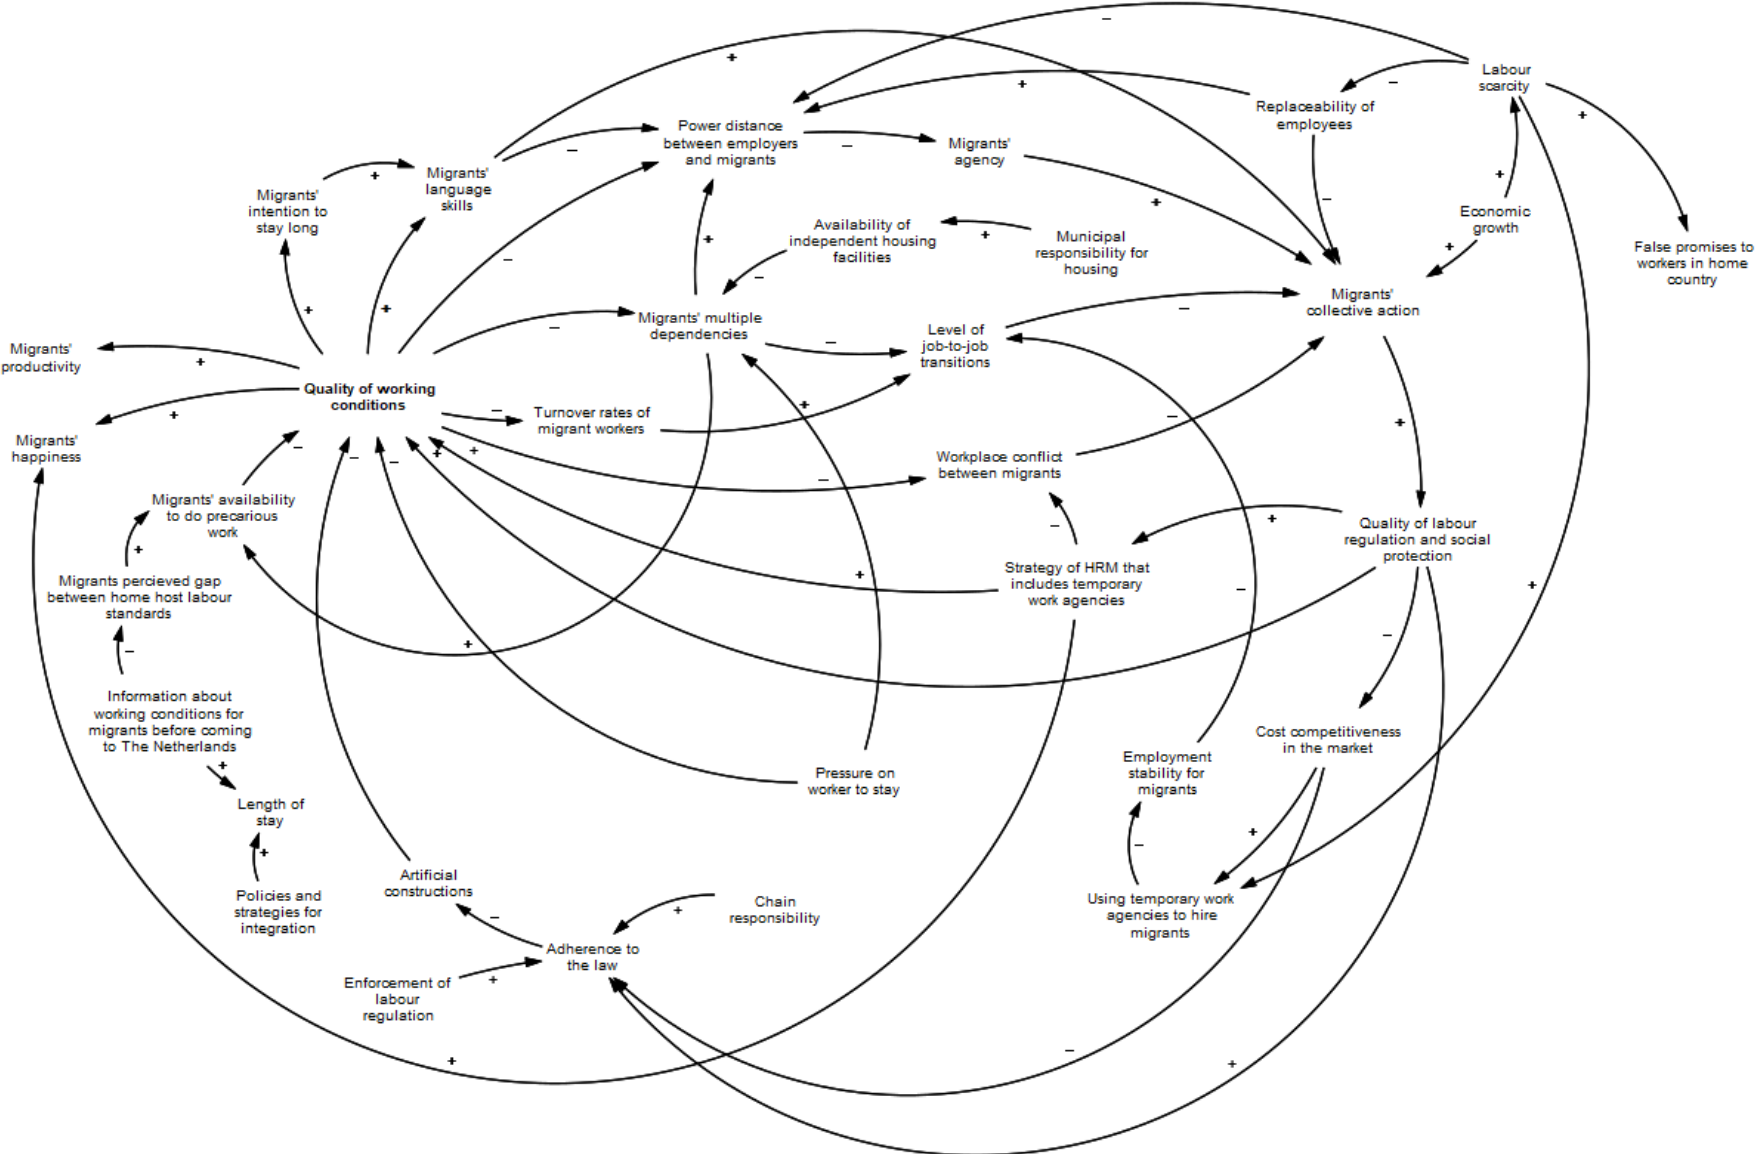 Labour
scarcity
Replaceability of
employees
Power distance
between employers
and migrants
Migrants'
agency
Migrants'
language
skills
Migrants'
intention to
stay long
Economic
growth
Availability of
independent housing
facilities
Municipal
responsibility for
housing
False promises to
workers in home
country
Migrants'
collective action
Migrants' multiple
dependencies
Level of
job-to-job
transitions
Migrants'
productivity
Quality of working
conditions
Turnover rates of
migrant workers
Migrants'
happiness
Workplace conflict
between migrants
Migrants' availability
to do precarious
work
Quality of labour
regulation and social
protection
Strategy of HRM that
includes temporary
work agencies
Migrants percieved gap
between home host labour
standards
Information about
working conditions for
migrants before coming
to The Netherlands
Cost competitiveness
in the market
Employment
stability for
migrants
Pressure on
worker to stay
Length of
stay
Artificial
constructions
Policies and
strategies for
integration
Chain
responsibility
Using temporary work
agencies to hire
migrants
Adherence to
the law
Enforcement of
labour
regulation